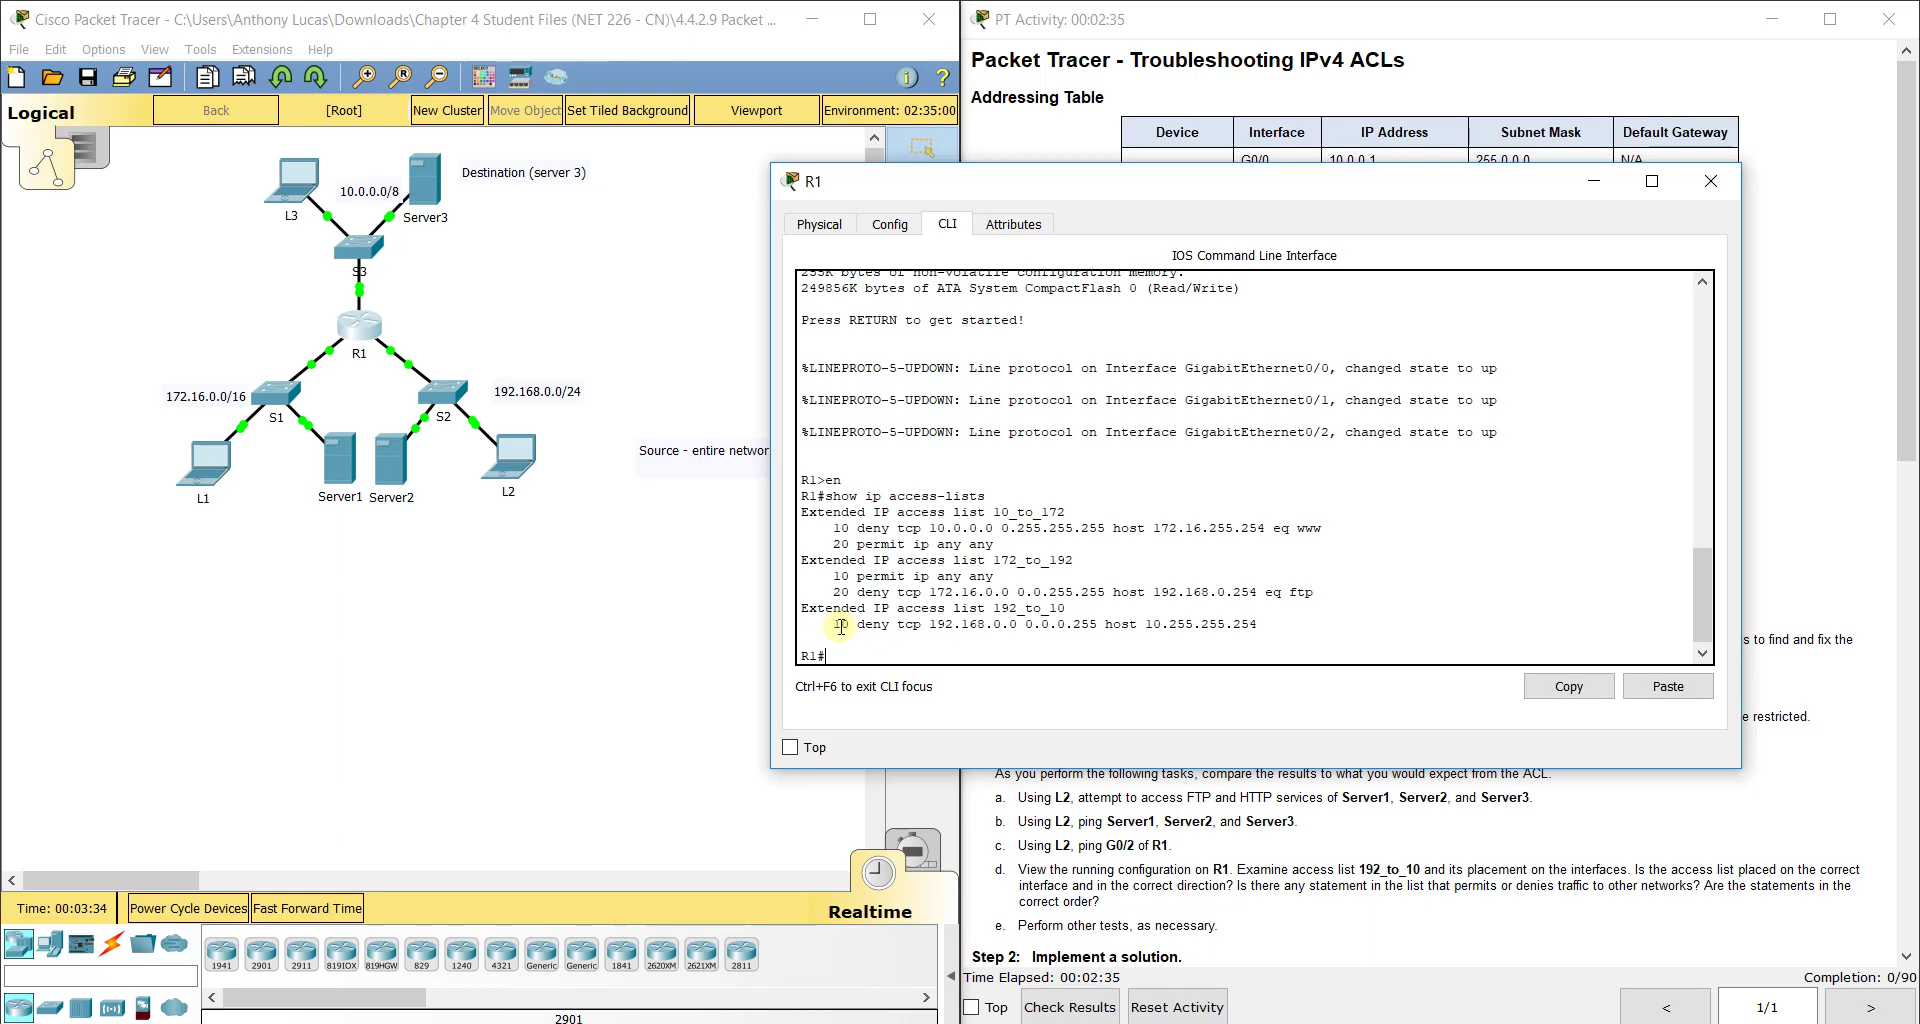 Cisco Packet Tracer - C:\Users\Anthony Lucas\Downloads\Chapter 4 Student Files (NET 226 - CN)\4.4.2.9 Packet ...
File Edit Options View Tools Extensions Help
Logical
Back
[Root]
New Cluster
Move Object
Set Tiled Background
Viewport
Environment: 02:35:00
Destination (server 3)
10.0.0.0/8
L3
Server3
S3
R1
172.16.0.0/16
192.168.0.0/24
S1
S2
Source - entire networ
L1
Server1
Server2
L2
Time: 00:03:34
Power Cycle Devices
Fast Forward Time
Realtime
1941
2901
2911
819IOX
819HGW
829
1240
4321
Generic
Generic
1841
2620XM
2621XM
2811
2901
PT Activity: 00:02:35
Packet Tracer - Troubleshooting IPv4 ACLs
Addressing Table
Device Interface IP Address Subnet Mask Default Gateway
G0/0 10.0.0.1 255.0.0.0 N/A
R1
Physical Config CLI Attributes
IOS Command Line Interface
255K bytes of non-volatile configuration memory.
249856K bytes of ATA System CompactFlash 0 (Read/Write)
Press RETURN to get started!
%LINEPROTO-5-UPDOWN: Line protocol on Interface GigabitEthernet0/0, changed state to up
%LINEPROTO-5-UPDOWN: Line protocol on Interface GigabitEthernet0/1, changed state to up
%LINEPROTO-5-UPDOWN: Line protocol on Interface GigabitEthernet0/2, changed state to up
R1>en
R1#show ip access-lists
Extended IP access list 10_to_172
10 deny tcp 10.0.0.0 0.255.255.255 host 172.16.255.254 eq www
20 permit ip any any
Extended IP access list 172_to_192
10 permit ip any any
20 deny tcp 172.16.0.0 0.0.255.255 host 192.168.0.254 eq ftp
Extended IP access list 192_to_10
10 deny tcp 192.168.0.0 0.0.0.255 host 10.255.255.254
R1#
Ctrl+F6 to exit CLI focus
Copy
Paste
Top
s to find and fix the
e restricted.
As you perform the following tasks, compare the results to what you would expect from the ACL.
a. Using L2, attempt to access FTP and HTTP services of Server1, Server2, and Server3.
b. Using L2, ping Server1, Server2, and Server3.
c. Using L2, ping G0/2 of R1.
d. View the running configuration on R1. Examine access list 192_to_10 and its placement on the interfaces. Is the access list placed on the correct
interface and in the correct direction? Is there any statement in the list that permits or denies traffic to other networks? Are the statements in the
correct order?
e. Perform other tests, as necessary.
Step 2: Implement a solution.
Time Elapsed: 00:02:35
Completion: 0/90
Top
Check Results
Reset Activity
<
1/1
>